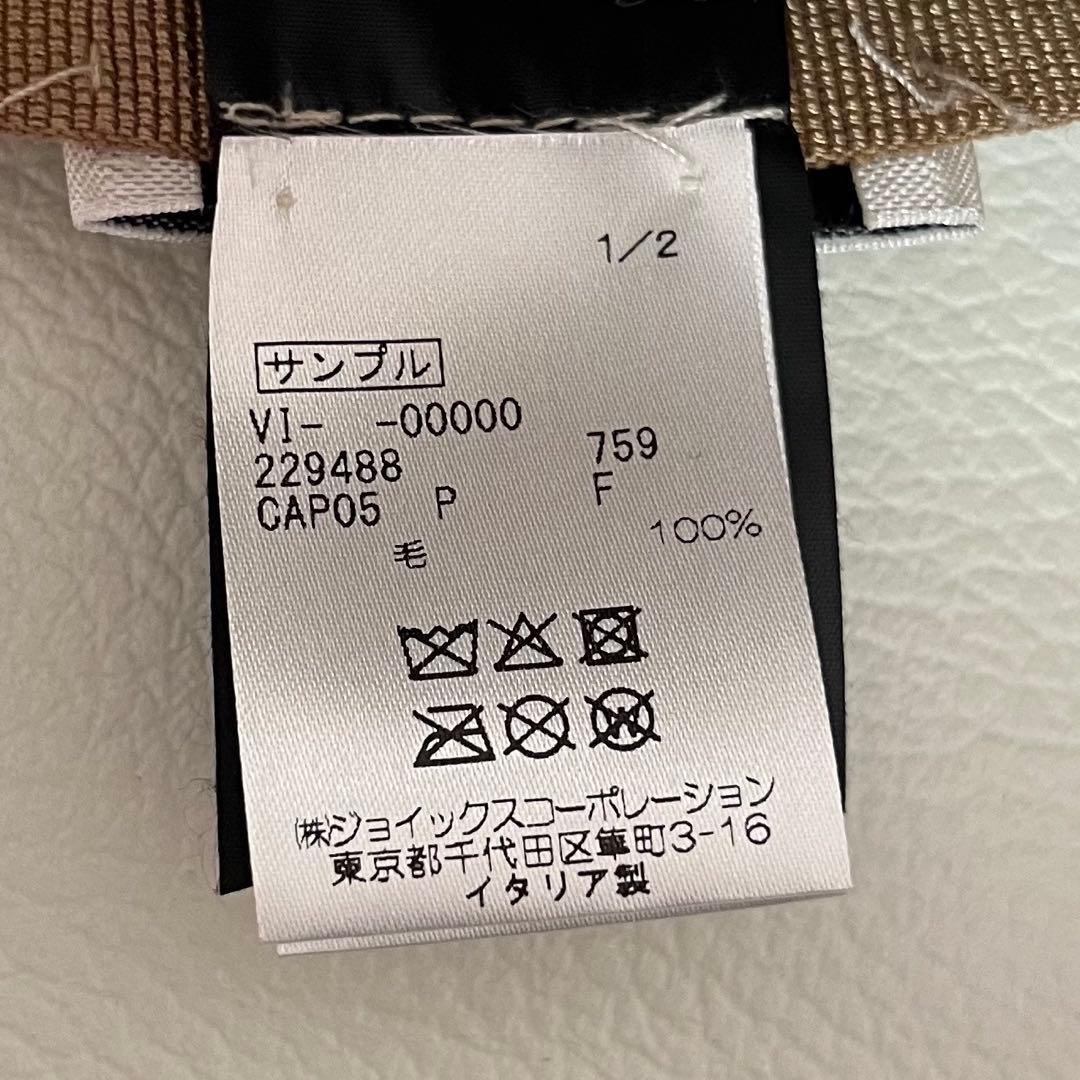 1/2
サンプル
VI- -00000
229488 759
CAP05 P F
毛 100%
W
㈱ジョイックスコーポレーション
東京都千代田区隼町3-16
イタリア製